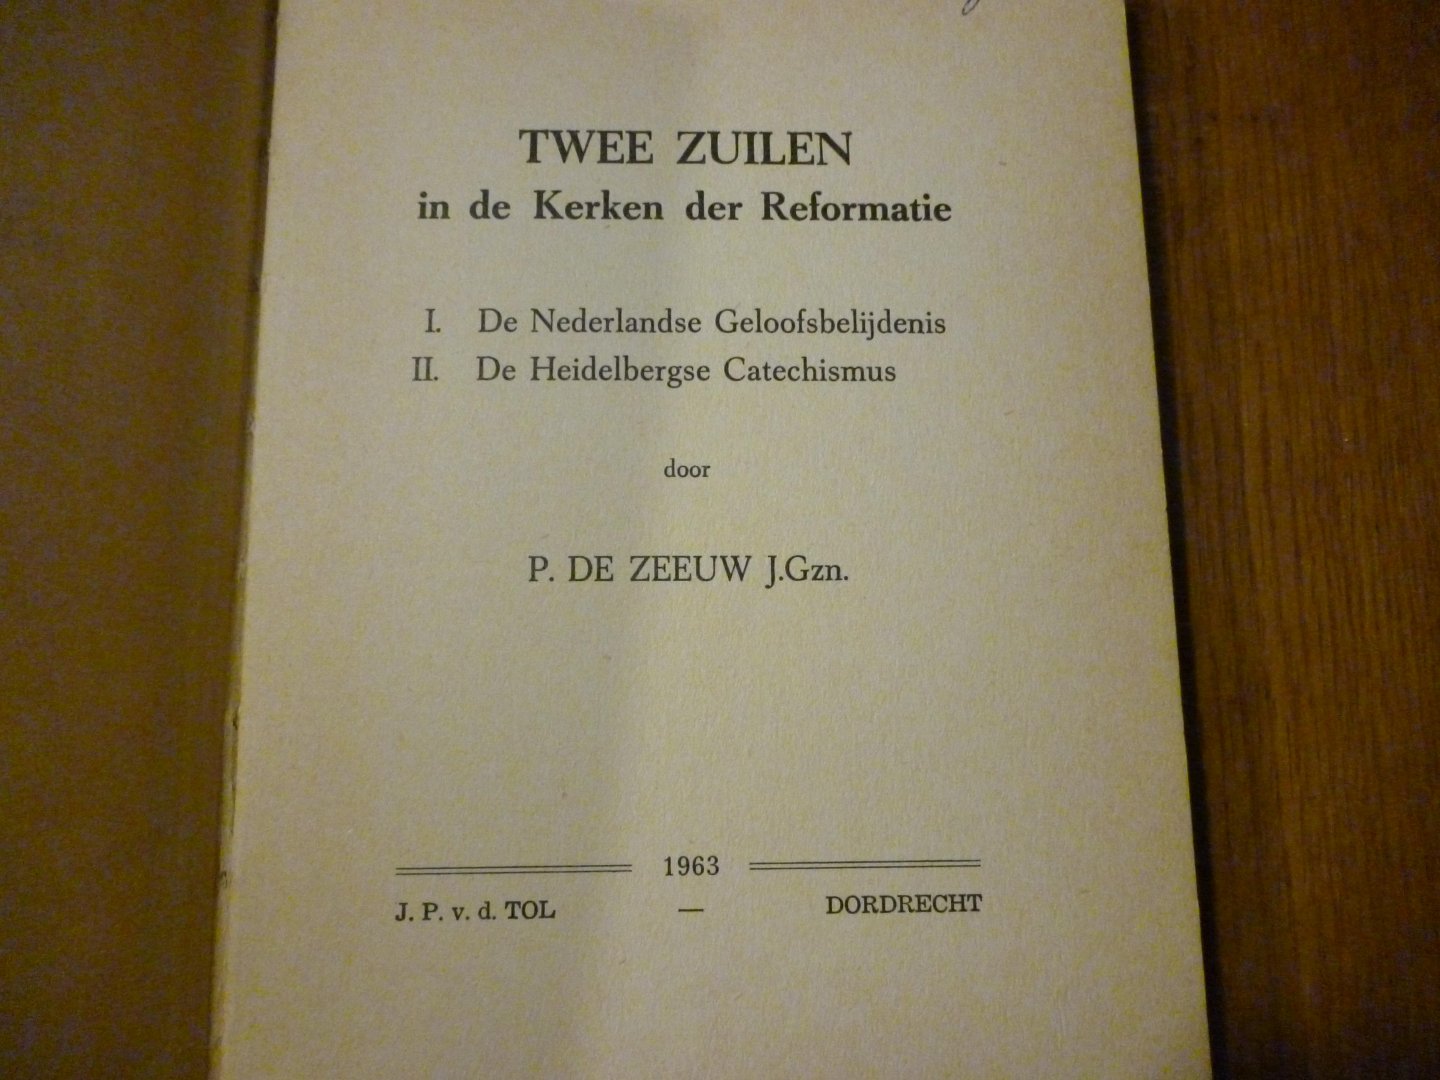 TWEE ZUILEN
in de Kerken der Reformatie
I. De Nederlandse Geloofsbelijdenis
II. De Heidelbergse Catechismus
door
P. DE ZEEUW J.Gzn.
1963
J. P. v. d. TOL — DORDRECHT